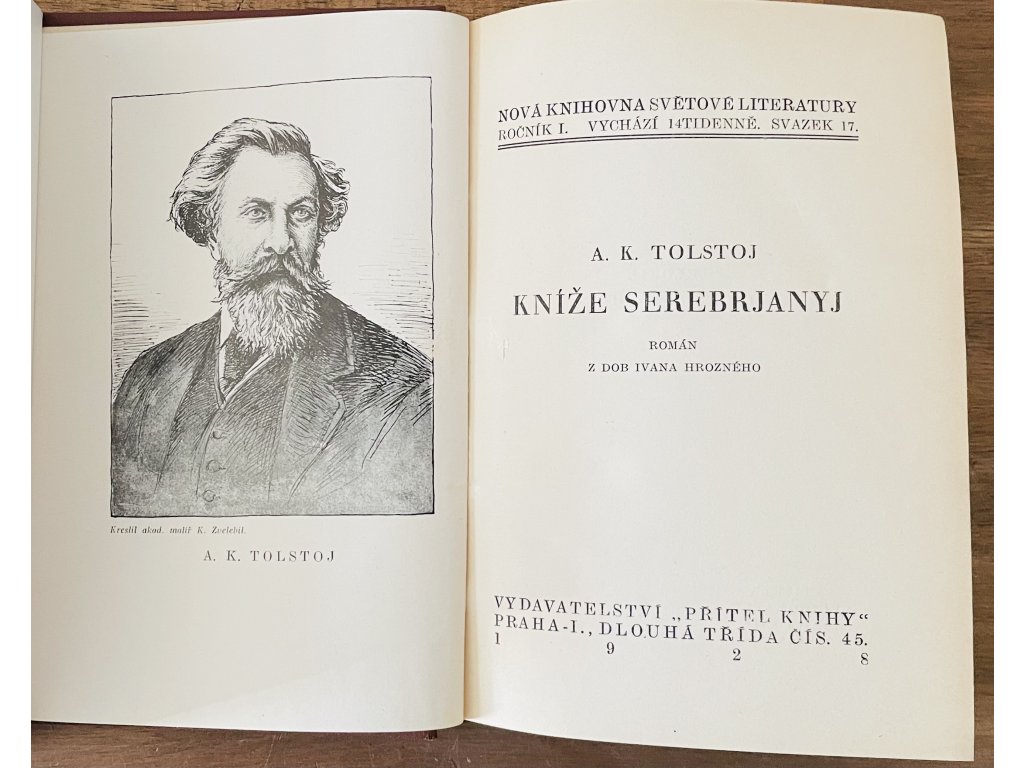 Kreslil akad. malíř K. Zvelebil.
A. K. TOLSTOJ
NOVÁ KNIHOVNA SVĚTOVÉ LITERATURY
ROČNÍK I. VYCHÁZÍ 14TIDENNĚ. SVAZEK 17.
A. K. TOLSTOJ
KNÍŽE SEREBRJANYJ
ROMÁN
Z DOB IVANA HROZNÉHO
VYDAVATELSTVÍ „PŘÍTEL KNIHY“
PRAHA-I., DLOUHÁ TŘÍDA ČÍS. 45.
1 9 2 8